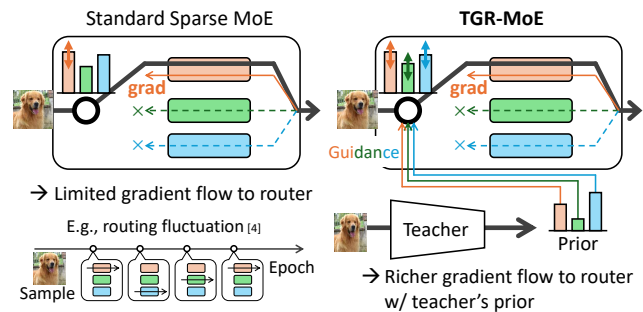 Standard Sparse MoE
grad
→ Limited gradient flow to router
E.g., routing fluctuation [4]
Epoch
Sample
TGR-MoE
grad
Guidance
Teacher
Prior
→ Richer gradient flow to router
w/ teacher's prior